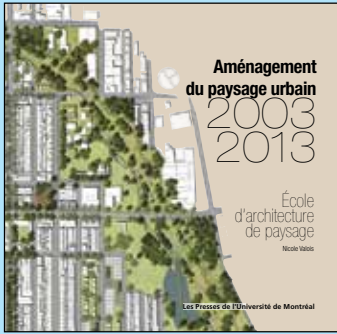 Aménagement
du paysage urbain
2003
2013
École
d'architecture
de paysage
Nicole Valois
Les Presses de l'Université de Montréal